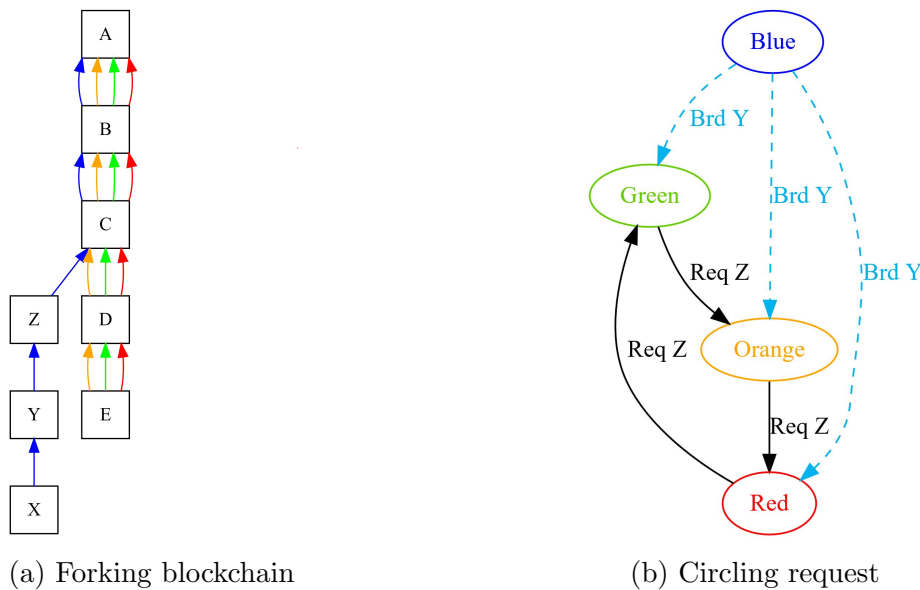 A
B
C
Z
D
Y
E
X
(a) Forking blockchain
Blue
Brd Y
Green
Brd Y
Req Z
Brd Y
Orange
Req Z
Req Z
Red
(b) Circling request